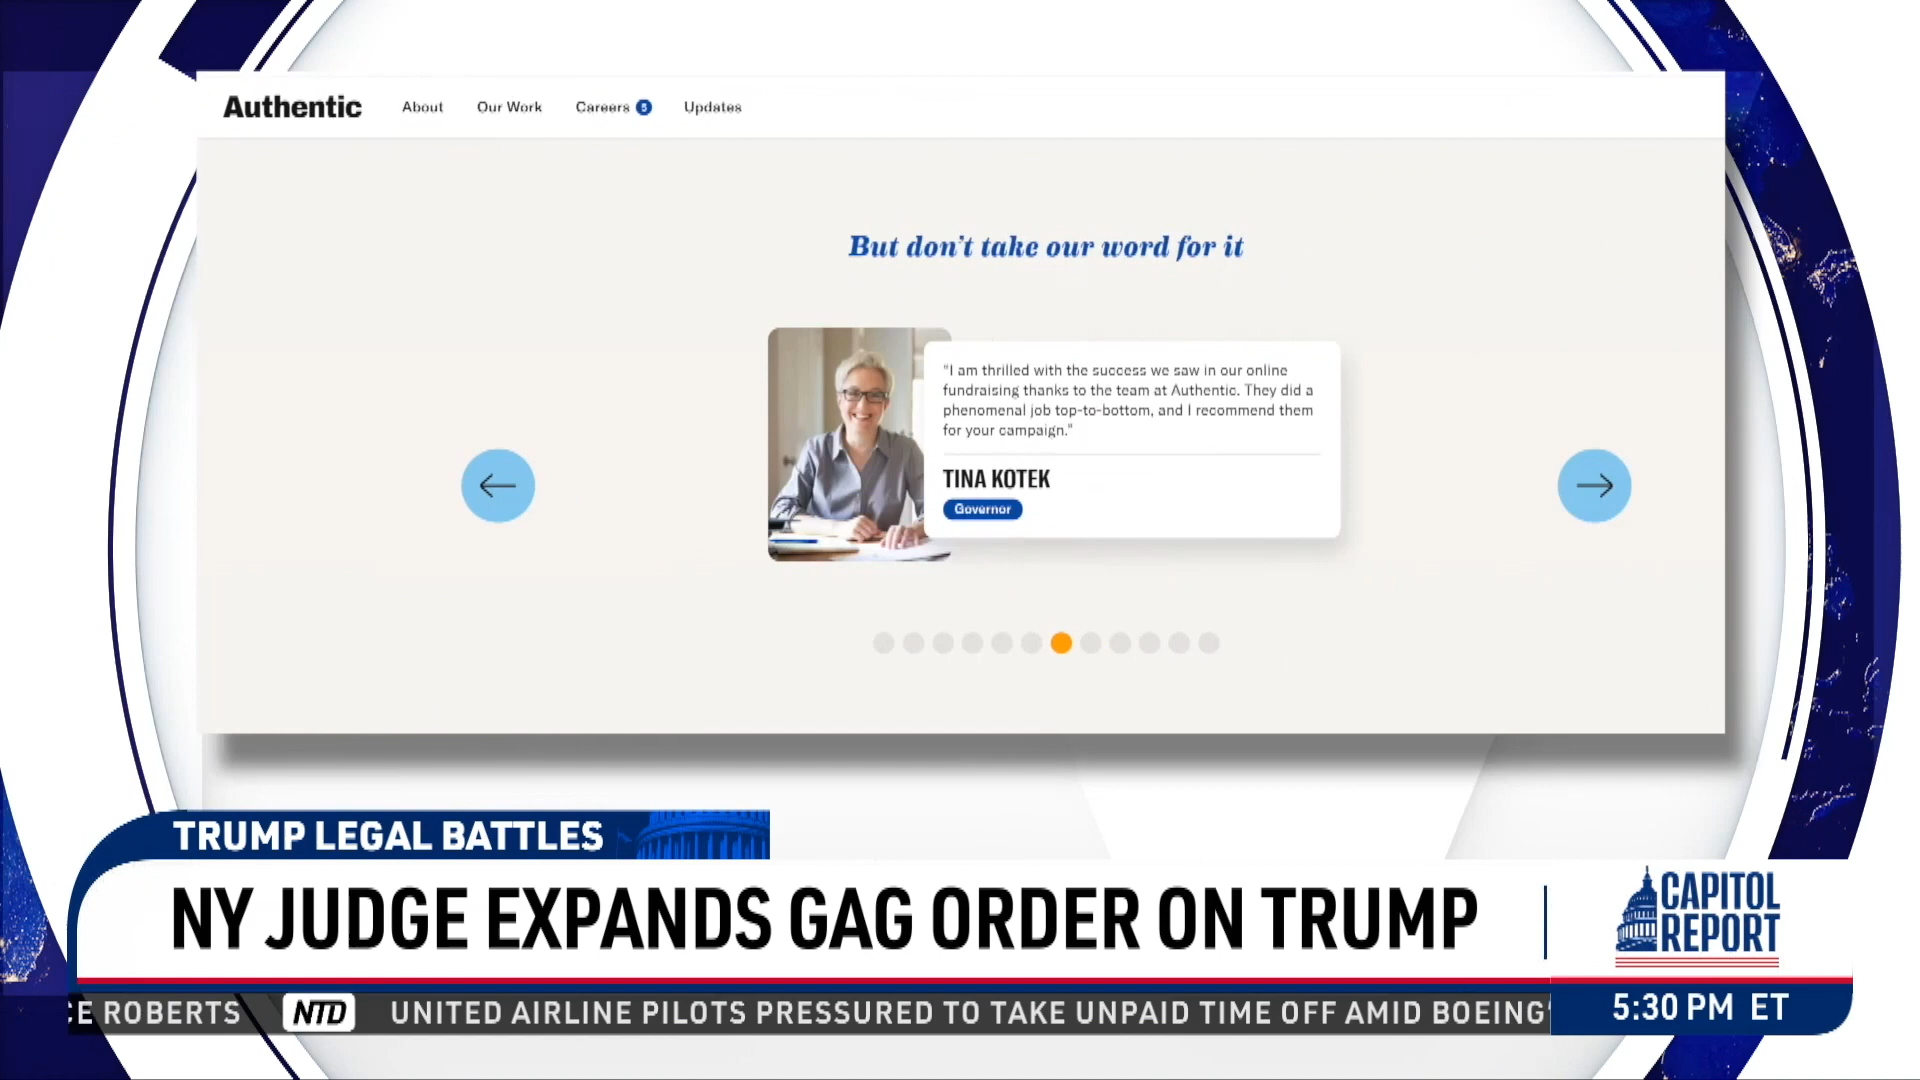 Authentic About Our Work Careers 5 Updates
But don't take our word for it
"I am thrilled with the success we saw in our online
fundraising thanks to the team at Authentic. They did a
phenomenal job top-to-bottom, and I recommend them
for your campaign."
TINA KOTEK
Governor
TRUMP LEGAL BATTLES
NY JUDGE EXPANDS GAG ORDER ON TRUMP
CAPITOL
REPORT
E ROBERTS NTD UNITED AIRLINE PILOTS PRESSURED TO TAKE UNPAID TIME OFF AMID BOEING'
5:30 PM ET